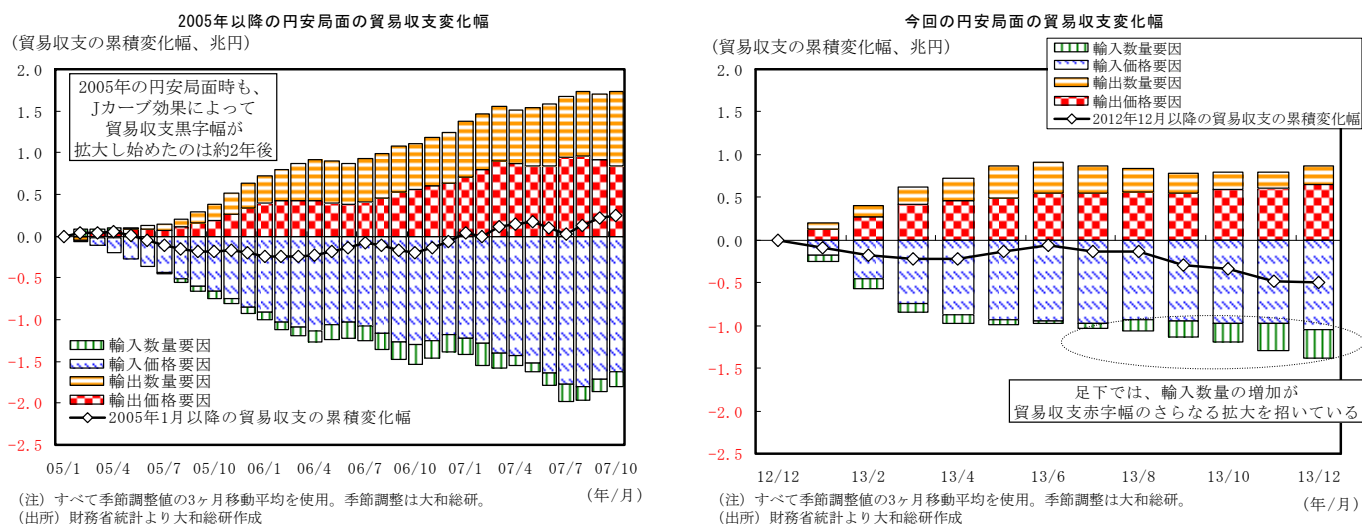 2005年以降の円安局面の貿易収支変化幅
(貿易収支の累積変化幅、兆円)
2.0
1.5
1.0
0.5
0.0
-0.5
-1.0
-1.5
-2.0
-2.5
2005年の円安局面時も、
Jカーブ効果によって
貿易収支黒字幅が
拡大し始めたのは約2年後
輸入数量要因
輸入価格要因
輸出数量要因
輸出価格要因
2005年1月以降の貿易収支の累積変化幅
05/1 05/4 05/7 05/10 06/1 06/4 06/7 06/10 07/1 07/4 07/7 07/10
(年/月)
(注) すべて季節調整値の3ヶ月移動平均を使用。季節調整は大和総研。
(出所) 財務省統計より大和総研作成
今回の円安局面の貿易収支変化幅
(貿易収支の累積変化幅、兆円)
2.0
1.5
1.0
0.5
0.0
-0.5
-1.0
-1.5
-2.0
-2.5
輸入数量要因
輸入価格要因
輸出数量要因
輸出価格要因
2012年12月以降の貿易収支の累積変化幅
足下では、輸入数量の増加が
貿易収支赤字幅のさらなる拡大を招いている
12/12 13/2 13/4 13/6 13/8 13/10 13/12
(年/月)
(注) すべて季節調整値の3ヶ月移動平均を使用。季節調整は大和総研。
(出所) 財務省統計より大和総研作成